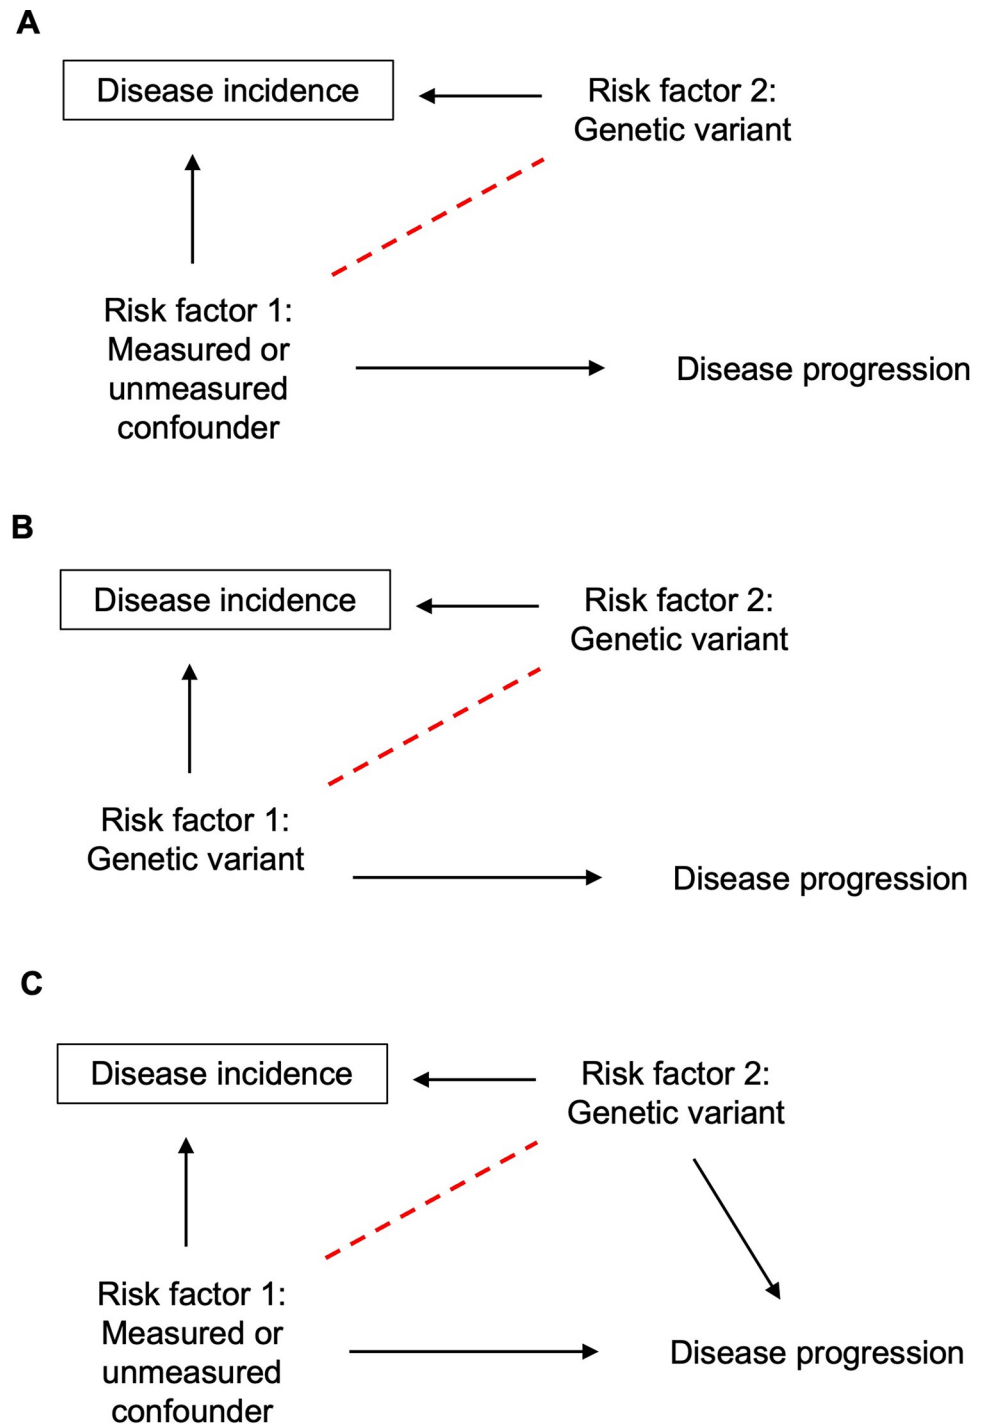 A
Disease incidence
Risk factor 2:
Genetic variant
Risk factor 1:
Measured or
unmeasured
confounder
Disease progression
B
Disease incidence
Risk factor 2:
Genetic variant
Risk factor 1:
Genetic variant
Disease progression
C
Disease incidence
Risk factor 2:
Genetic variant
Risk factor 1:
Measured or
unmeasured
confounder
Disease progression